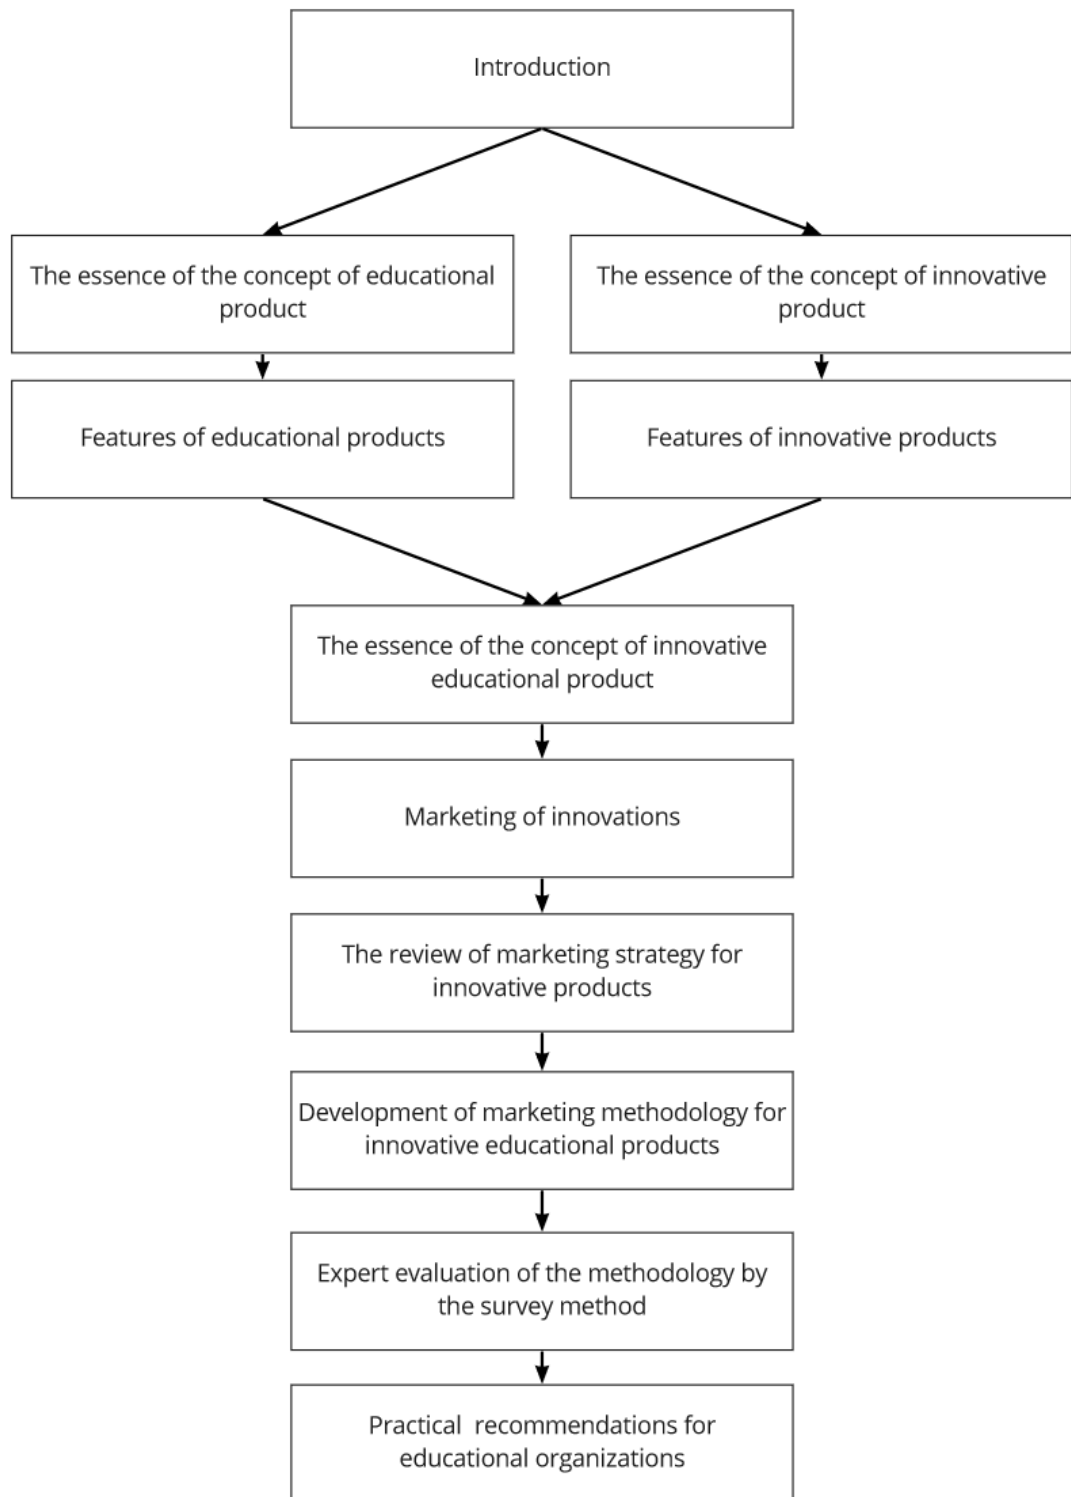 Introduction
The essence of the concept of educational
product
The essence of the concept of innovative
product
Features of educational products
Features of innovative products
The essence of the concept of innovative
educational product
Marketing of innovations
The review of marketing strategy for
innovative products
Development of marketing methodology for
innovative educational products
Expert evaluation of the methodology by
the survey method
Practical recommendations for
educational organizations